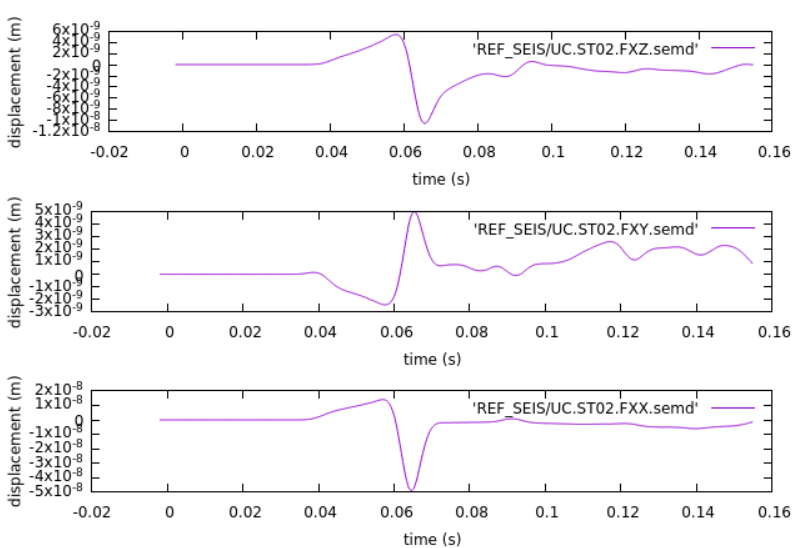 displacement (m)
6x10⁻⁹
4x10⁻⁹
2x10⁻⁹
0
-2x10⁻⁹
-4x10⁻⁹
-6x10⁻⁹
-8x10⁻⁹
-1x10⁻⁸
-1.2x10⁻⁸
'REF_SEIS/UC.ST02.FXZ.semd'
-0.02 0 0.02 0.04 0.06 0.08 0.1 0.12 0.14 0.16
time (s)
displacement (m)
5x10⁻⁹
4x10⁻⁹
3x10⁻⁹
2x10⁻⁹
1x10⁻⁹
0
-1x10⁻⁹
-2x10⁻⁹
-3x10⁻⁹
'REF_SEIS/UC.ST02.FXY.semd'
-0.02 0 0.02 0.04 0.06 0.08 0.1 0.12 0.14 0.16
time (s)
displacement (m)
2x10⁻⁸
1x10⁻⁸
0
-1x10⁻⁸
-2x10⁻⁸
-3x10⁻⁸
-4x10⁻⁸
-5x10⁻⁸
'REF_SEIS/UC.ST02.FXX.semd'
-0.02 0 0.02 0.04 0.06 0.08 0.1 0.12 0.14 0.16
time (s)